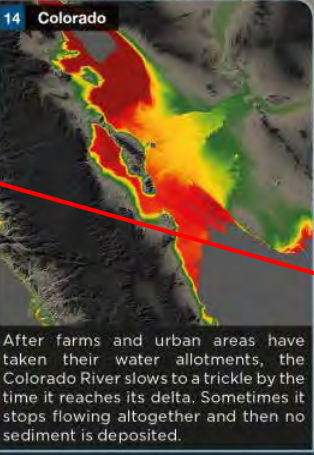 14 Colorado
After farms and urban areas have
taken their water allotments, the
Colorado River slows to a trickle by the
time it reaches its delta. Sometimes it
stops flowing altogether and then no
sediment is deposited.